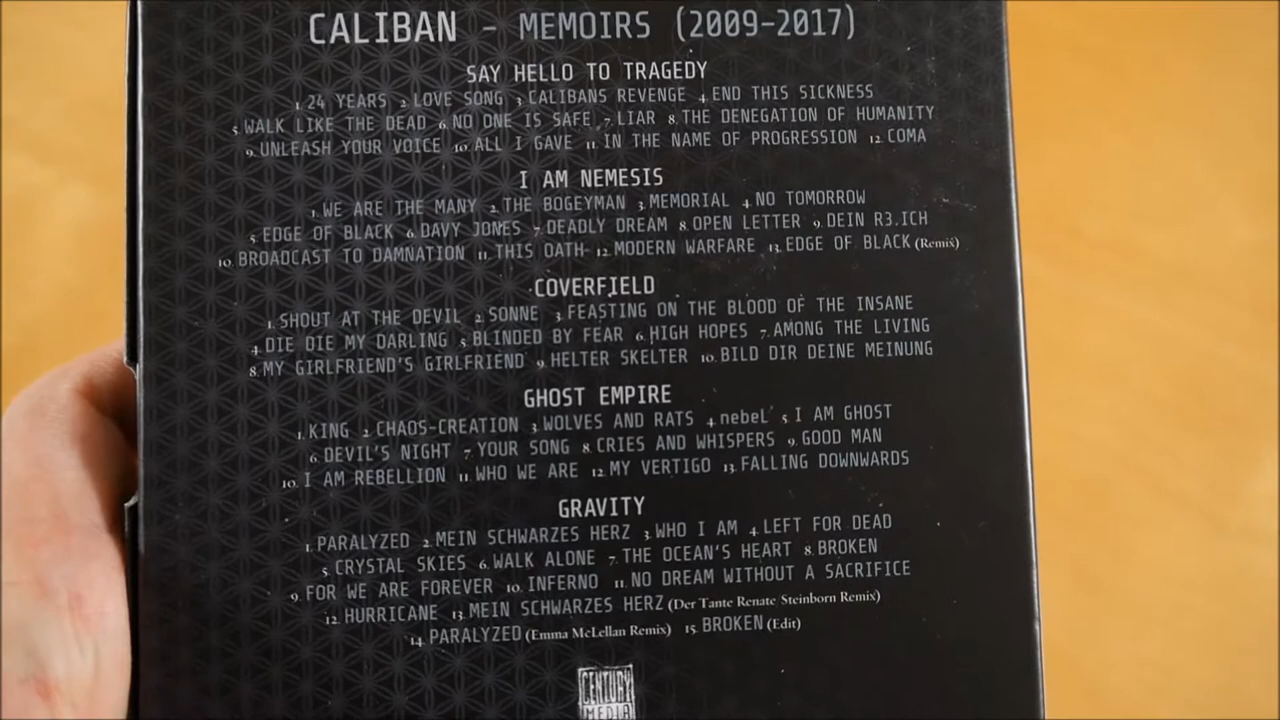 CALIBAN - MEMOIRS (2009-2017)
SAY HELLO TO TRAGEDY
1. 24 YEARS 2. LOVE SONG 3. CALIBANS REVENGE 4. END THIS SICKNESS
5. WALK LIKE THE DEAD 6. NO ONE IS SAFE 7. LIAR 8. THE DENEGATION OF HUMANITY
9. UNLEASH YOUR VOICE 10. ALL I GAVE 11. IN THE NAME OF PROGRESSION 12. COMA
I AM NEMESIS
1. WE ARE THE MANY 2. THE BOGEYMAN 3. MEMORIAL 4. NO TOMORROW
5. EDGE OF BLACK 6. DAVY JONES 7. DEADLY DREAM 8. OPEN LETTER 9. DEIN R3.ICH
10. BROADCAST TO DAMNATION 11. THIS OATH 12. MODERN WARFARE 13. EDGE OF BLACK (Remix)
COVERFIELD
1. SHOUT AT THE DEVIL 2. SONNE 3. FEASTING ON THE BLOOD OF THE INSANE
4. DIE DIE MY DARLING 5. BLINDED BY FEAR 6. HIGH HOPES 7. AMONG THE LIVING
8. MY GIRLFRIEND'S GIRLFRIEND 9. HELTER SKELTER 10. BILD DIR DEINE MEINUNG
GHOST EMPIRE
1. KING 2. CHAOS-CREATION 3. WOLVES AND RATS 4. nebeL 5. I AM GHOST
6. DEVIL'S NIGHT 7. YOUR SONG 8. CRIES AND WHISPERS 9. GOOD MAN
10. I AM REBELLION 11. WHO WE ARE 12. MY VERTIGO 13. FALLING DOWNWARDS
GRAVITY
1. PARALYZED 2. MEIN SCHWARZES HERZ 3. WHO I AM 4. LEFT FOR DEAD
5. CRYSTAL SKIES 6. WALK ALONE 7. THE OCEAN'S HEART 8. BROKEN
9. FOR WE ARE FOREVER 10. INFERNO 11. NO DREAM WITHOUT A SACRIFICE
12. HURRICANE 13. MEIN SCHWARZES HERZ (Der Tante Renate/Steinborn Remix)
14. PARALYZED (Emma McLellan Remix) 15. BROKEN (Edit)
CENTURY
MEDIA